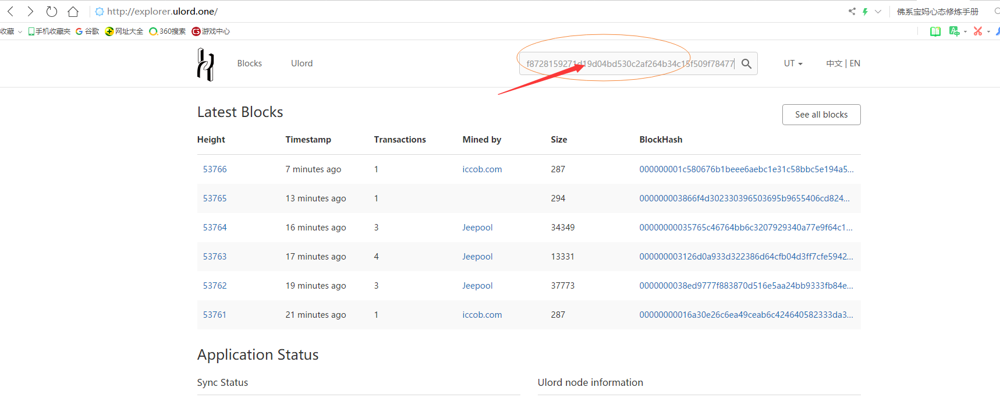 http://explorer.ulord.one/
佛系宝妈心态修炼手册
收藏 手机收藏夹 谷歌 网址大全 360搜索 游戏中心
Blocks Ulord f8728159271d19d04bd530c2af264b34c15f509f78477 UT 中文 | EN
Latest Blocks See all blocks
Height Timestamp Transactions Mined by Size BlockHash
53766 7 minutes ago 1 iccob.com 287 000000001c580676b1beee6aebc1e31c58bbc5e194a5...
53765 13 minutes ago 1 294 000000003866f4d302330396503695b9655406cd824...
53764 16 minutes ago 3 Jeepool 34349 00000000035765c46764bb6c3207929340a77e9f64c1...
53763 17 minutes ago 4 Jeepool 13331 000000003126d0a933d322386d64cfb04d3ff7cfe5942...
53762 19 minutes ago 3 Jeepool 37773 0000000038ed9777f883870d516e5aa24bb9333fb84e...
53761 21 minutes ago 1 iccob.com 287 00000000016a30e26c6ea49ceab6c424640582333da3...
Application Status
Sync Status Ulord node information